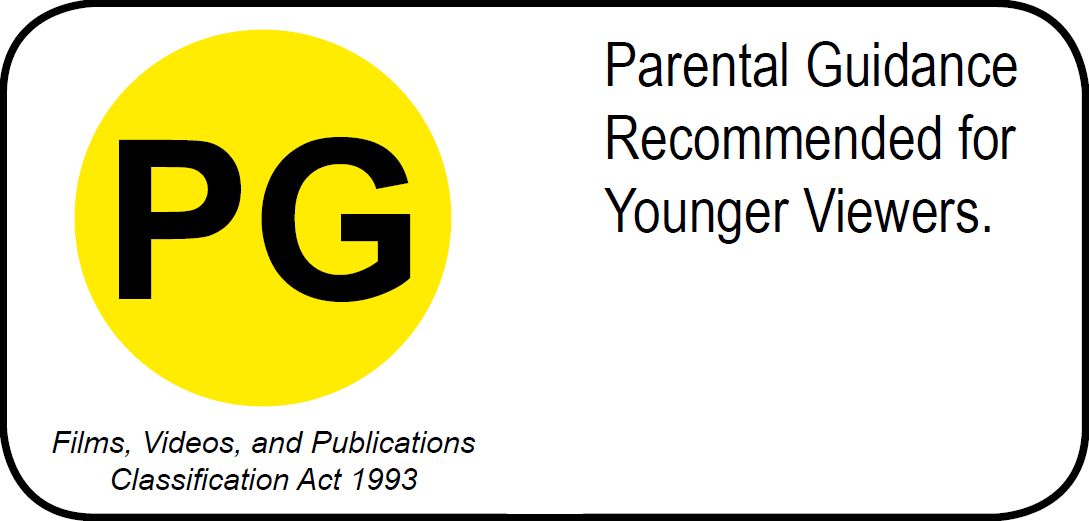 PG
Films, Videos, and Publications
Classification Act 1993
Parental Guidance
Recommended for
Younger Viewers.